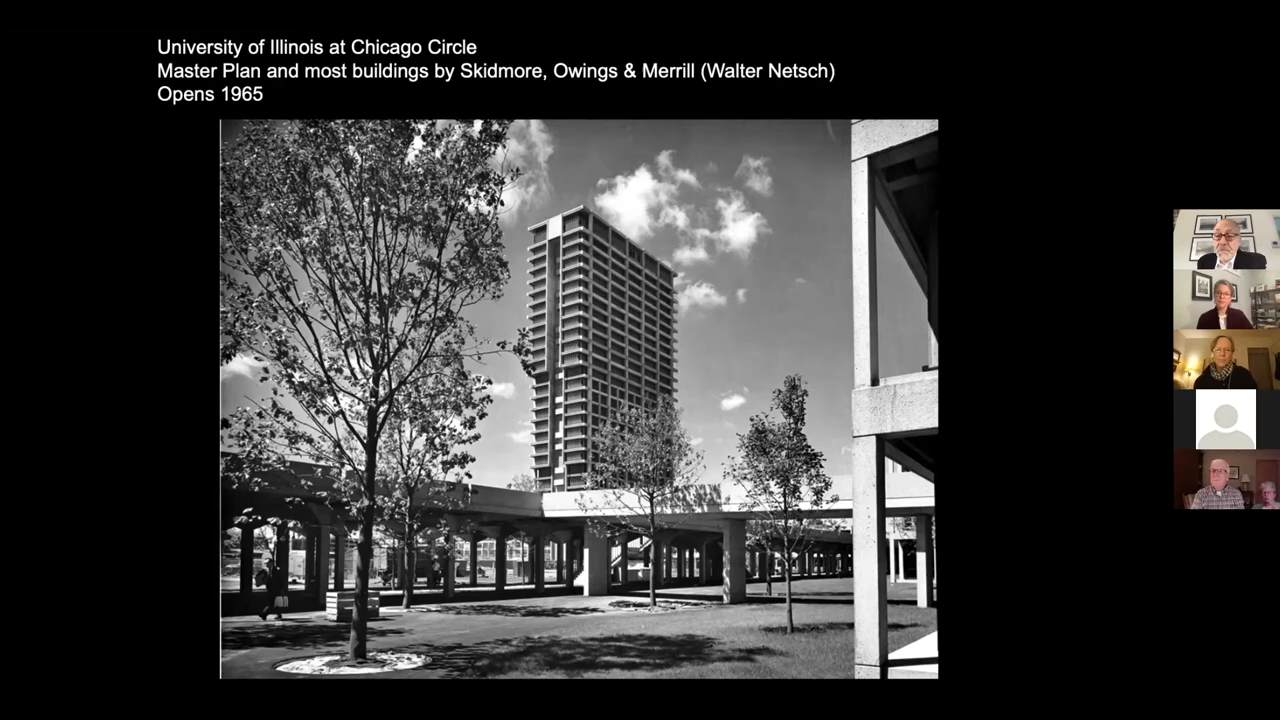 University of Illinois at Chicago Circle
Master Plan and most buildings by Skidmore, Owings & Merrill (Walter Netsch)
Opens 1965